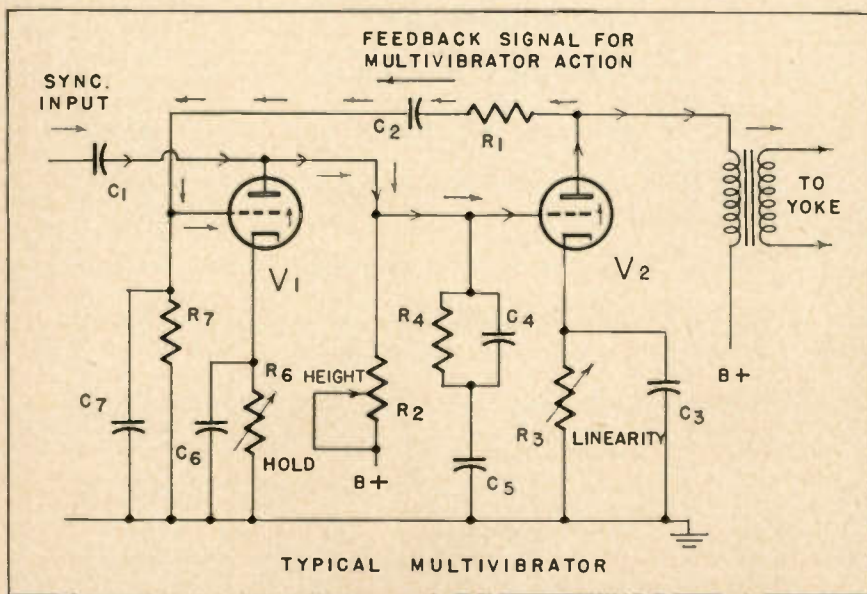 FEEDBACK SIGNAL FOR
MULTIVIBRATOR ACTION
SYNC.
INPUT
C2
R1
C1
TO
YOKE
V1
V2
R7
R4
C4
R6
HEIGHT
B+
C7
R2
C3
R3
LINEARITY
C6
HOLD
B+
C5
TYPICAL MULTIVIBRATOR